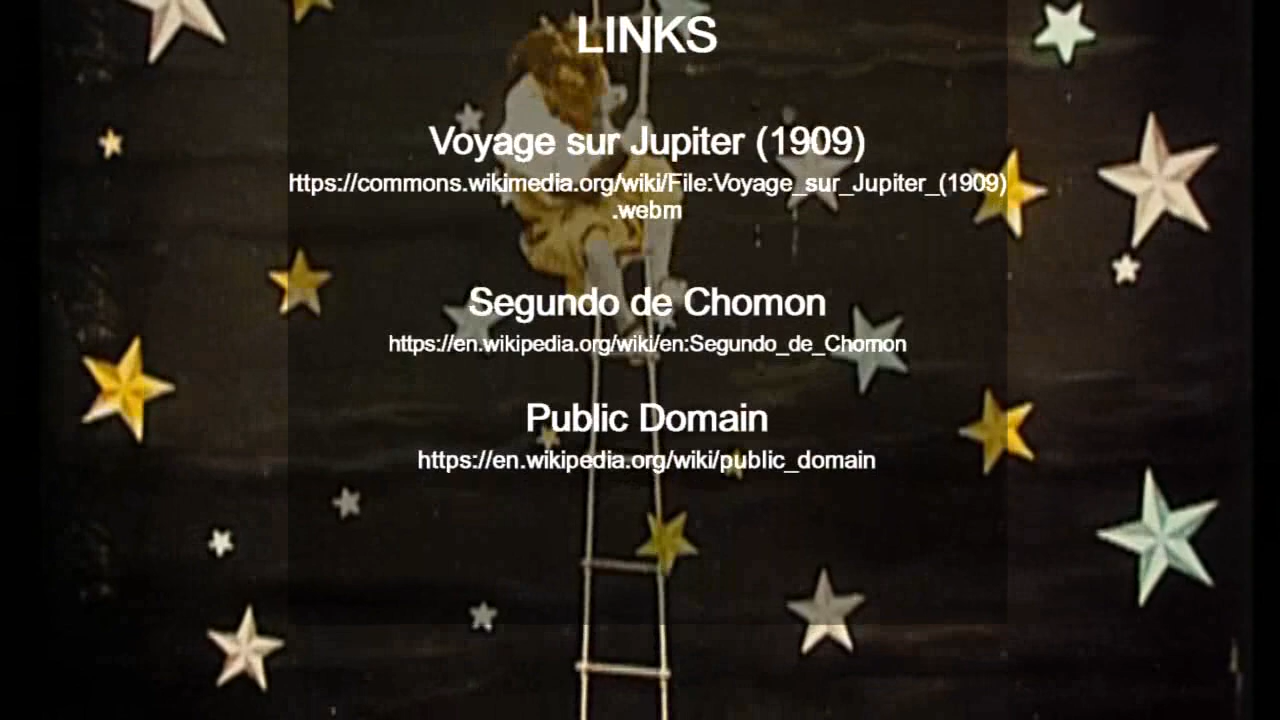 LINKS
Voyage sur Jupiter (1909)
https://commons.wikimedia.org/wiki/File:Voyage_sur_Jupiter_(1909)
.webm
Segundo de Chomon
https://en.wikipedia.org/wiki/en:Segundo_de_Chomon
Public Domain
https://en.wikipedia.org/wiki/public_domain